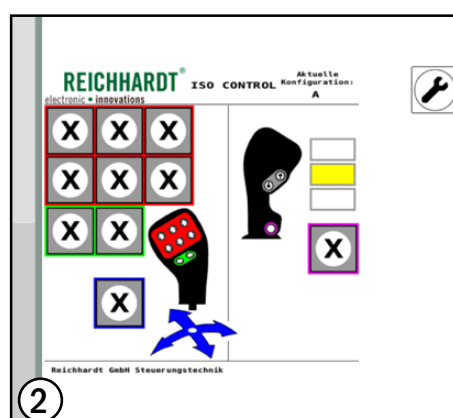 REICHHARDT®
electronic • innovations
ISO CONTROL
Aktuelle
Konfiguration:
A
X X X
X X X
X X
X
X
Reichhardt GmbH Steuerungstechnik
2